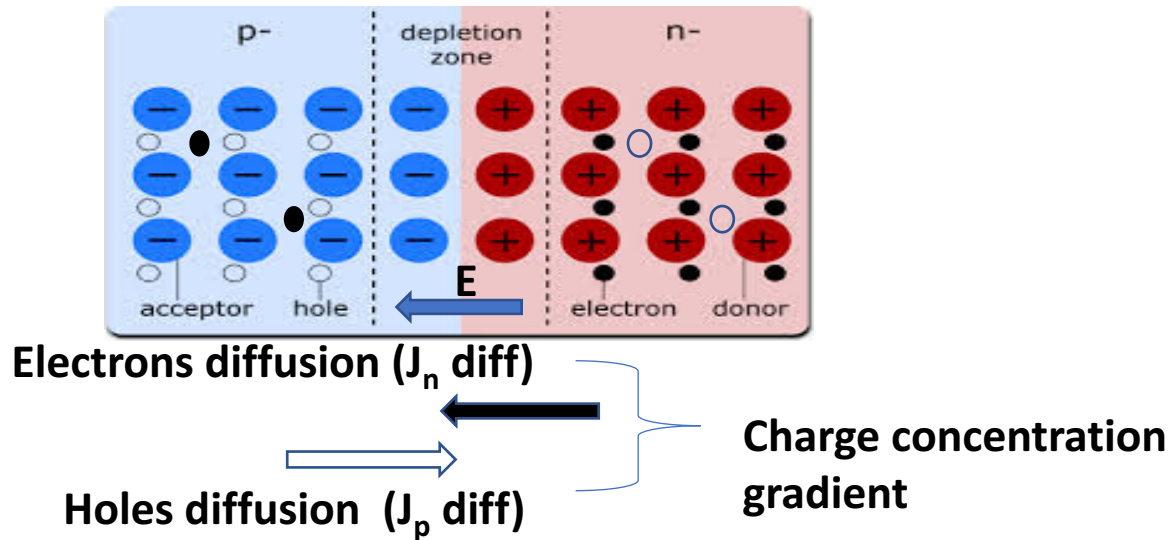 p-
depletion
zone
n-
E
acceptor
hole
electron
donor
Electrons diffusion (Jn diff)
Holes diffusion (Jp diff)
Charge concentration
gradient